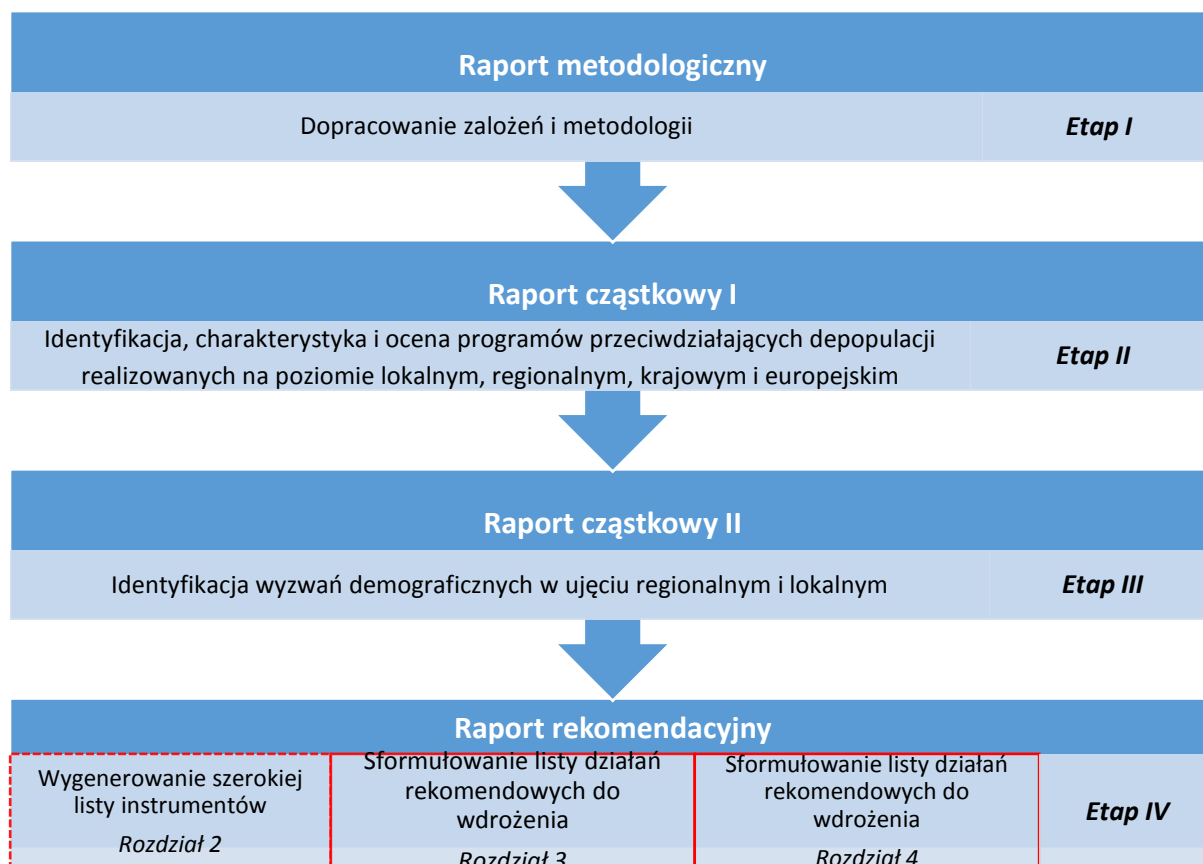 Raport metodologiczny
Dopracowanie założeń i metodologii
Etap I
Raport cząstkowy I
Identyfikacja, charakterystyka i ocena programów przeciwdziałających depopulacji
realizowanych na poziomie lokalnym, regionalnym, krajowym i europejskim
Etap II
Raport cząstkowy II
Identyfikacja wyzwań demograficznych w ujęciu regionalnym i lokalnym
Etap III
Raport rekomendacyjny
Wygenerowanie szerokiej
listy instrumentów
Rozdział 2
Sformułowanie listy działań
rekomendowych do
wdrożenia
Rozdział 3
Sformułowanie listy działań
rekomendowych do
wdrożenia
Rozdział 4
Etap IV